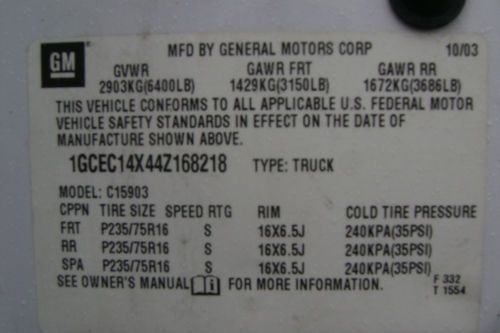 GM MFD BY GENERAL MOTORS CORP 10/03
GVWR GAWR FRT GAWR RR
2903KG(6400LB) 1429KG(3150LB) 1672KG(3686LB)
THIS VEHICLE CONFORMS TO ALL APPLICABLE U.S. FEDERAL MOTOR
VEHICLE SAFETY STANDARDS IN EFFECT ON THE DATE OF
MANUFACTURE SHOWN ABOVE.
1GCEC14X44Z168218 TYPE: TRUCK
MODEL: C15903
CPPN TIRE SIZE SPEED RTG RIM COLD TIRE PRESSURE
FRT P235/75R16 S 16X6.5J 240KPA(35PSI)
RR P235/75R16 S 16X6.5J 240KPA(35PSI)
SPA P235/75R16 S 16X6.5J 240KPA(35PSI)
SEE OWNER'S MANUAL FOR MORE INFORMATION. F 332
T 1554